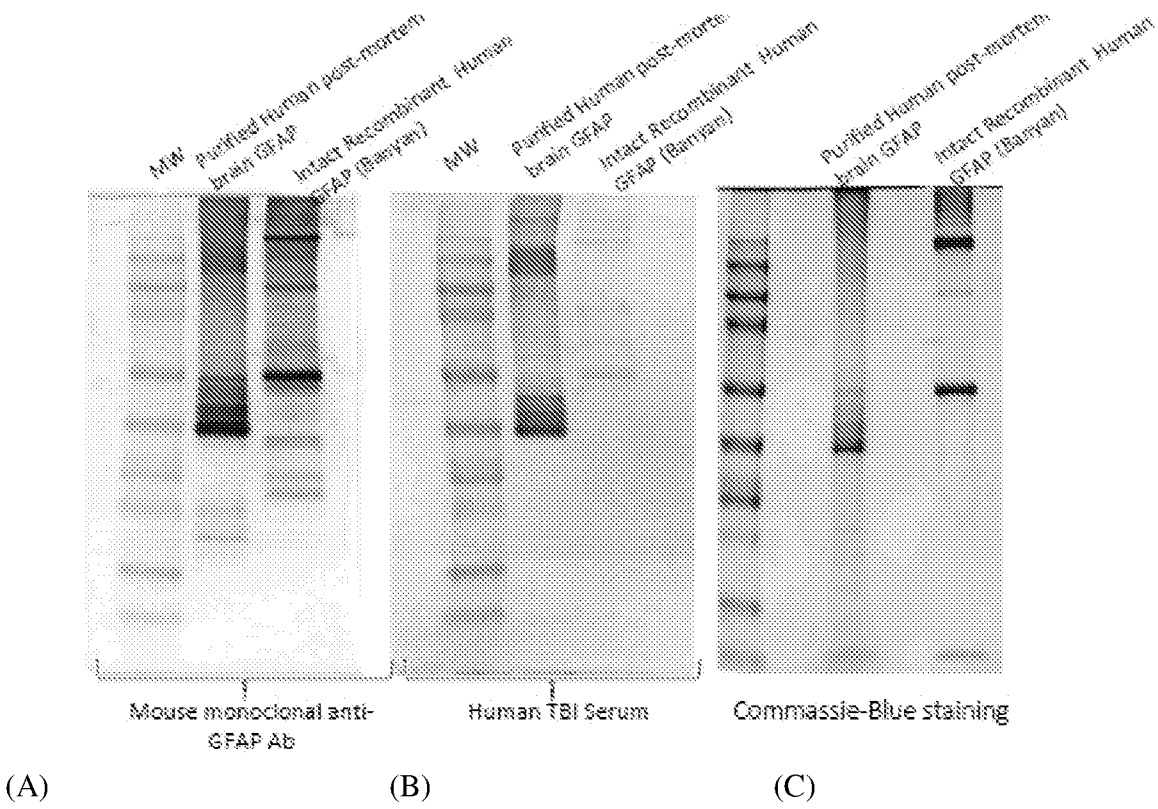 MW
Purified Human post-mortem
brain GFAP
Intact Recombinant Human
GFAP (Banyan)
MW
Purified Human post-mortem
brain GFAP
Intact Recombinant Human
GFAP (Banyan)
Purified Human post-mortem
brain GFAP
Intact Recombinant Human
GFAP (Banyan)
Mouse monoclonal anti-
GFAP Ab
Human TBI Serum
Commassie-Blue staining
(A)
(B)
(C)